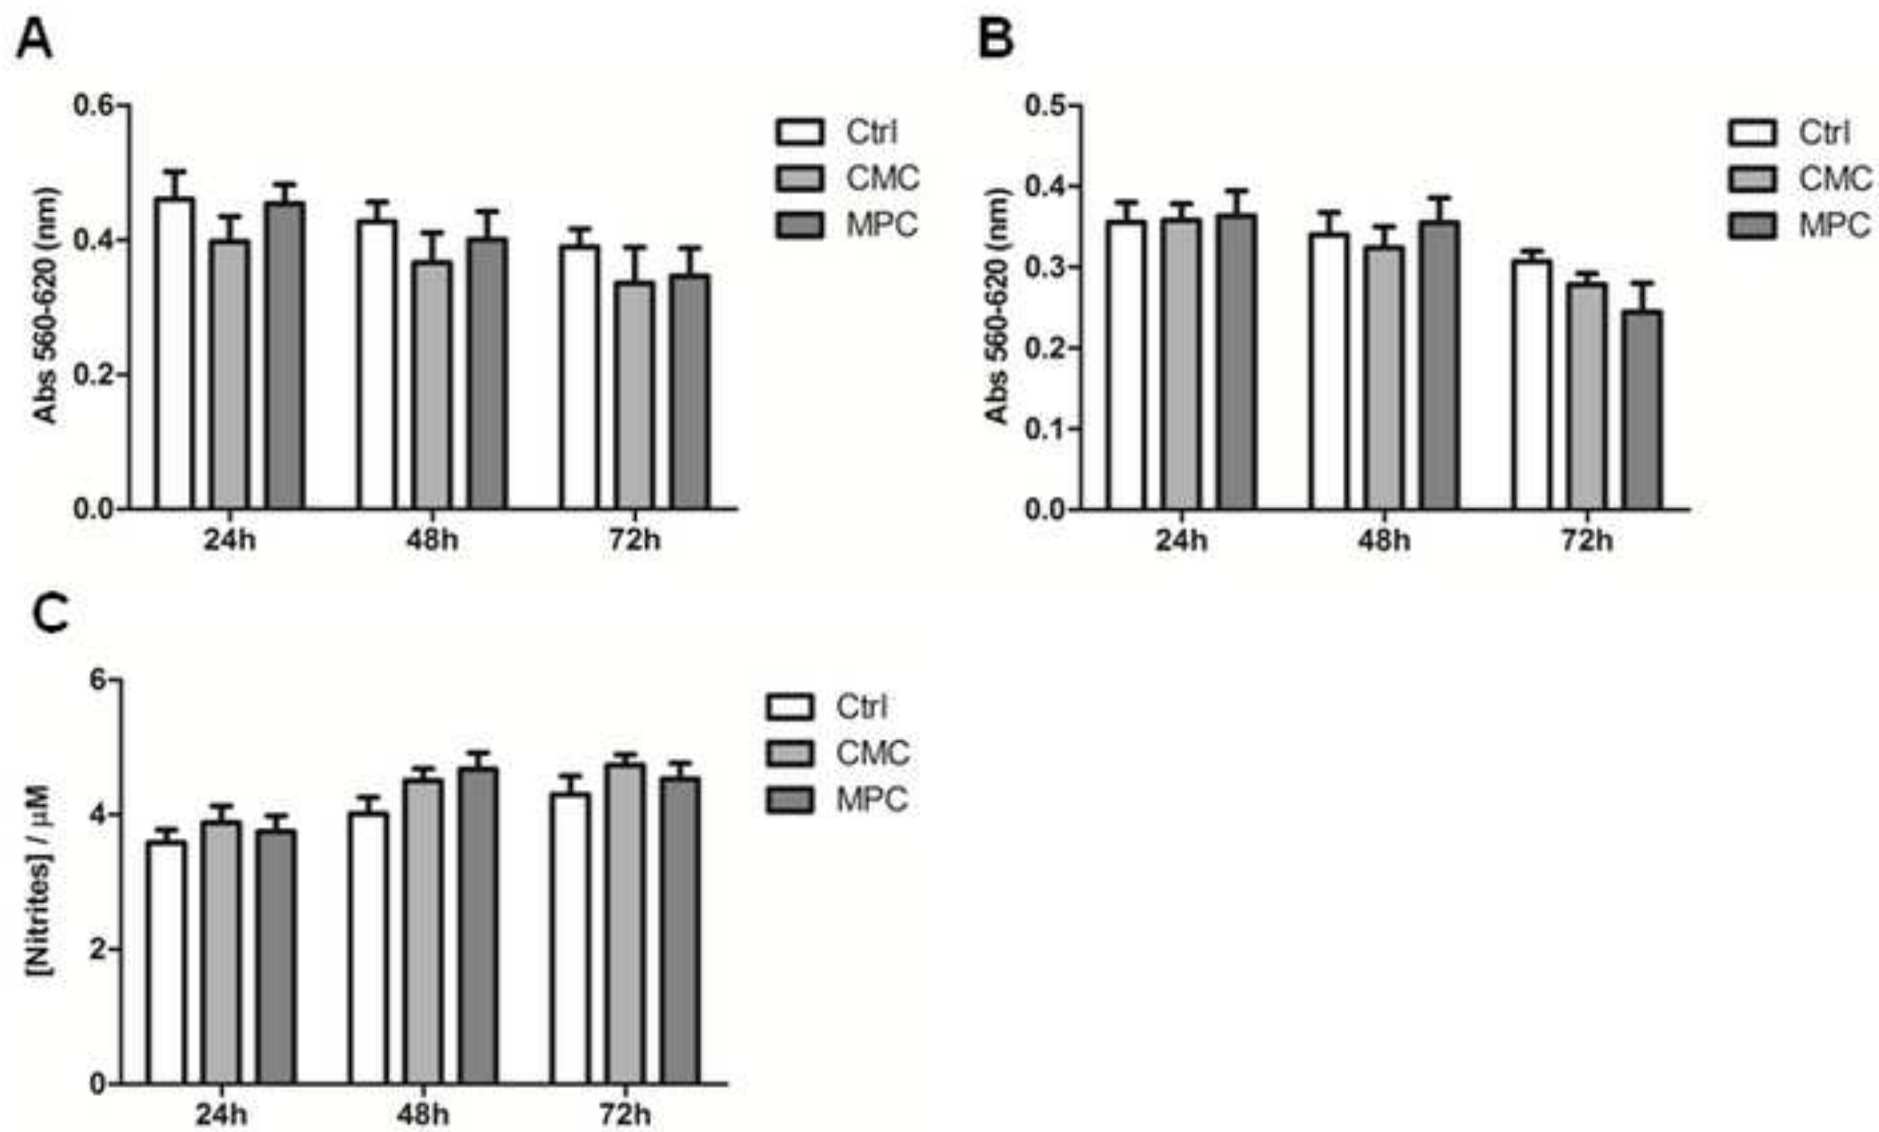 A
Abs 560-620 (nm)
0.6
0.4
0.2
0.0
24h 48h 72h
Ctrl
CMC
MPC
B
Abs 560-620 (nm)
0.5
0.4
0.3
0.2
0.1
0.0
24h 48h 72h
Ctrl
CMC
MPC
C
[Nitrites] / µM
6
4
2
0
24h 48h 72h
Ctrl
CMC
MPC